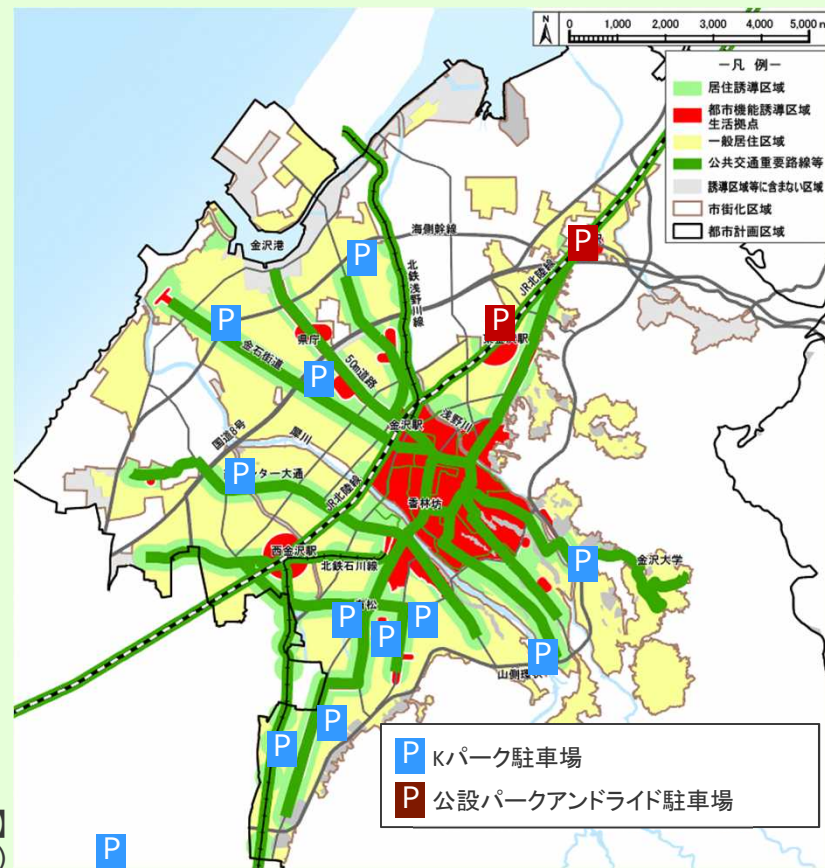 N
0 1,000 2,000 3,000 4,000 5,000 m
－凡 例－
居住誘導区域
都市機能誘導区域
生活拠点
一般居住区域
公共交通重要路線等
誘導区域等に含まない区域
市街化区域
都市計画区域
海側幹線
金沢港
P
北鉄浅野川線
JR北陸線
P
P
P
県庁
金沢駅
50m道路
金石街道
P
金沢駅
浅野川
国道8号
犀川
P
ター大通
JR北陸線
香林坊
西金沢駅
北鉄石川線
P
金沢大学
松
P
P
P
P
山側環状
P
P
P
Kパーク駐車場
P
公設パークアンドライド駐車場
】
P
）